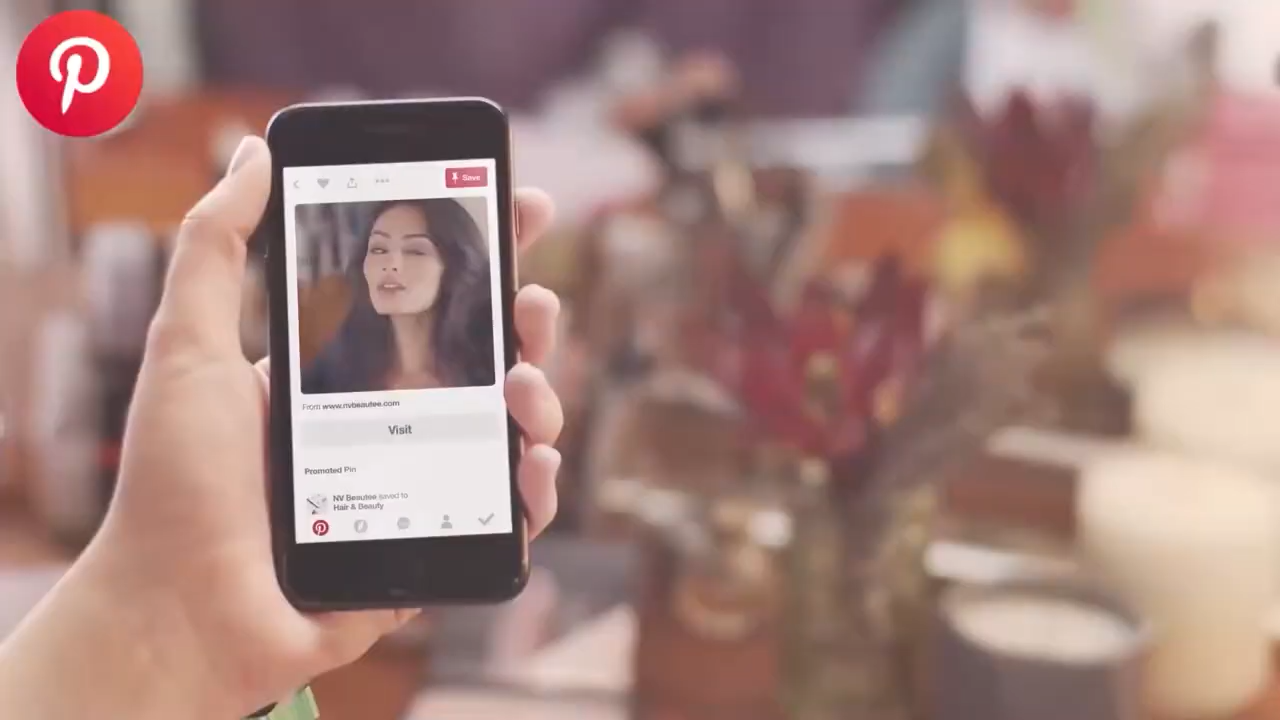 Save
From www.nvbeautee.com
Visit
Promoted Pin
NV Beautee saved to
Hair & Beauty